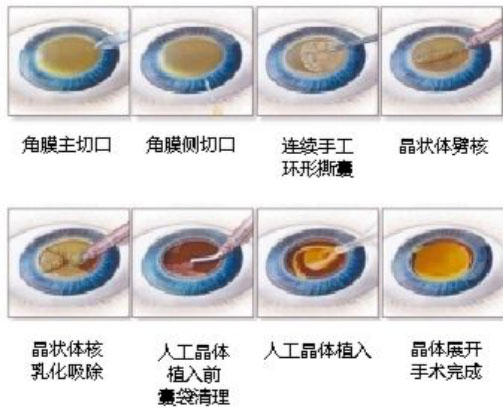 角膜主切口
角膜侧切口
连续手工
环形撕囊
晶状体劈核
晶状体核
乳化吸除
人工晶体
植入前
囊袋清理
人工晶体植入
晶体展开
手术完成